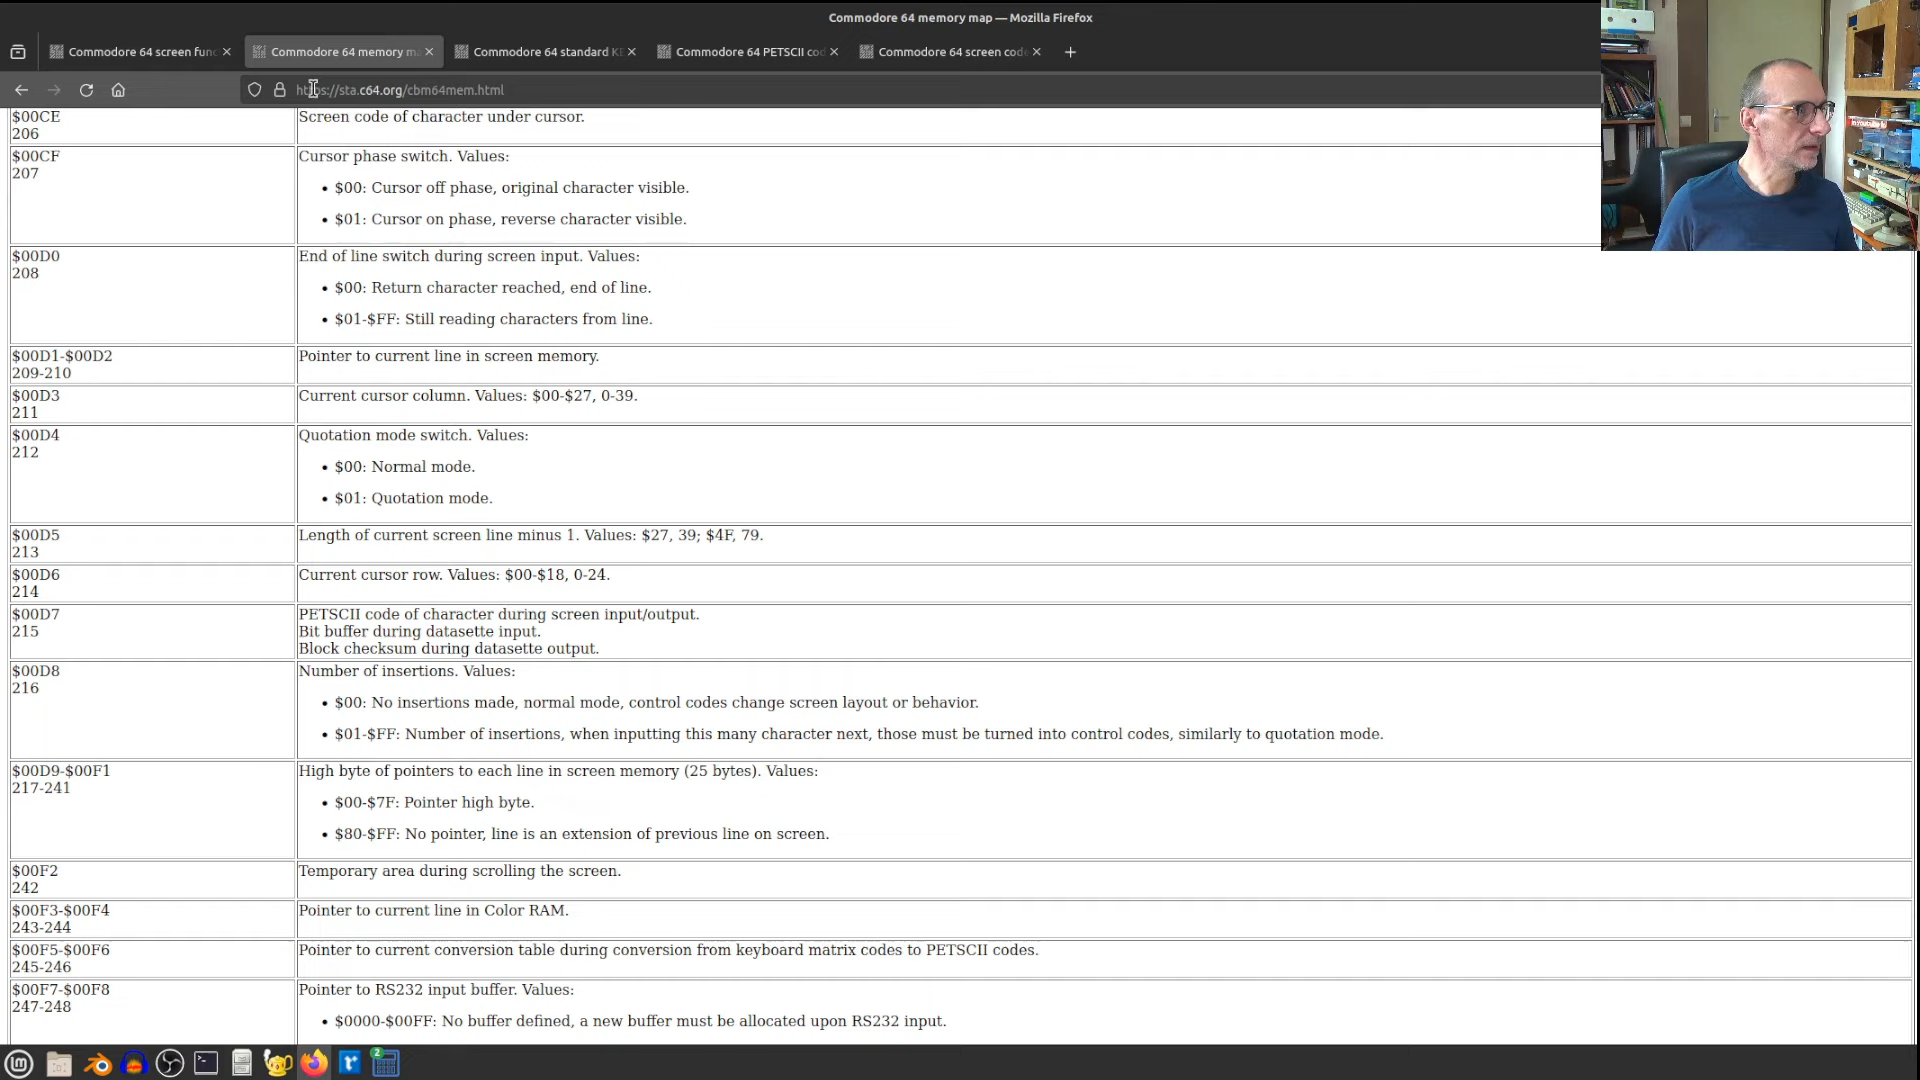 Commodore 64 memory map — Mozilla Firefox
Commodore 64 screen fun
Commodore 64 memory m
Commodore 64 standard KE
Commodore 64 PETSCII co
Commodore 64 screen code
https://sta.c64.org/cbm64mem.html
$00CE
206
Screen code of character under cursor.
$00CF
207
Cursor phase switch. Values:
• $00: Cursor off phase, original character visible.
• $01: Cursor on phase, reverse character visible.
$00D0
208
End of line switch during screen input. Values:
• $00: Return character reached, end of line.
• $01-$FF: Still reading characters from line.
$00D1-$00D2
209-210
Pointer to current line in screen memory.
$00D3
211
Current cursor column. Values: $00-$27, 0-39.
$00D4
212
Quotation mode switch. Values:
• $00: Normal mode.
• $01: Quotation mode.
$00D5
213
Length of current screen line minus 1. Values: $27, 39; $4F, 79.
$00D6
214
Current cursor row. Values: $00-$18, 0-24.
$00D7
215
PETSCII code of character during screen input/output.
Bit buffer during datasette input.
Block checksum during datasette output.
$00D8
216
Number of insertions. Values:
• $00: No insertions made, normal mode, control codes change screen layout or behavior.
• $01-$FF: Number of insertions, when inputting this many character next, those must be turned into control codes, similarly to quotation mode.
$00D9-$00F1
217-241
High byte of pointers to each line in screen memory (25 bytes). Values:
• $00-$7F: Pointer high byte.
• $80-$FF: No pointer, line is an extension of previous line on screen.
$00F2
242
Temporary area during scrolling the screen.
$00F3-$00F4
243-244
Pointer to current line in Color RAM.
$00F5-$00F6
245-246
Pointer to current conversion table during conversion from keyboard matrix codes to PETSCII codes.
$00F7-$00F8
247-248
Pointer to RS232 input buffer. Values:
• $0000-$00FF: No buffer defined, a new buffer must be allocated upon RS232 input.
2